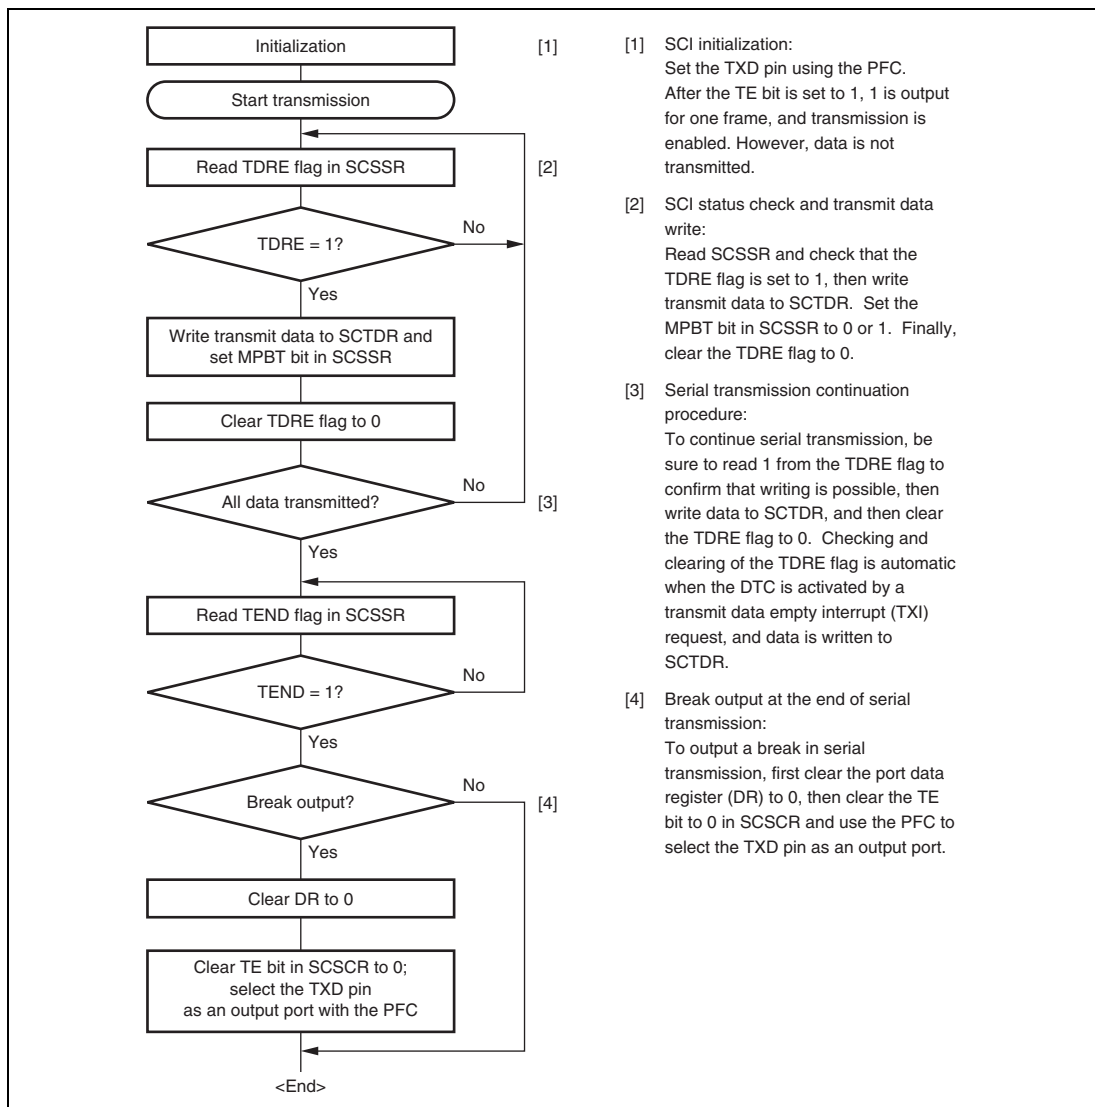 Initialization
[1]
Start transmission
Read TDRE flag in SCSSR
[2]
TDRE = 1?
No
Yes
Write transmit data to SCTDR and
set MPBT bit in SCSSR
Clear TDRE flag to 0
All data transmitted?
No
[3]
Yes
Read TEND flag in SCSSR
TEND = 1?
No
Yes
Break output?
No
[4]
Yes
Clear DR to 0
Clear TE bit in SCSCR to 0;
select the TXD pin
as an output port with the PFC
<End>
[1] SCI initialization:
Set the TXD pin using the PFC.
After the TE bit is set to 1, 1 is output
for one frame, and transmission is
enabled. However, data is not
transmitted.
[2] SCI status check and transmit data
write:
Read SCSSR and check that the
TDRE flag is set to 1, then write
transmit data to SCTDR. Set the
MPBT bit in SCSSR to 0 or 1. Finally,
clear the TDRE flag to 0.
[3] Serial transmission continuation
procedure:
To continue serial transmission, be
sure to read 1 from the TDRE flag to
confirm that writing is possible, then
write data to SCTDR, and then clear
the TDRE flag to 0. Checking and
clearing of the TDRE flag is automatic
when the DTC is activated by a
transmit data empty interrupt (TXI)
request, and data is written to
SCTDR.
[4] Break output at the end of serial
transmission:
To output a break in serial
transmission, first clear the port data
register (DR) to 0, then clear the TE
bit to 0 in SCSCR and use the PFC to
select the TXD pin as an output port.